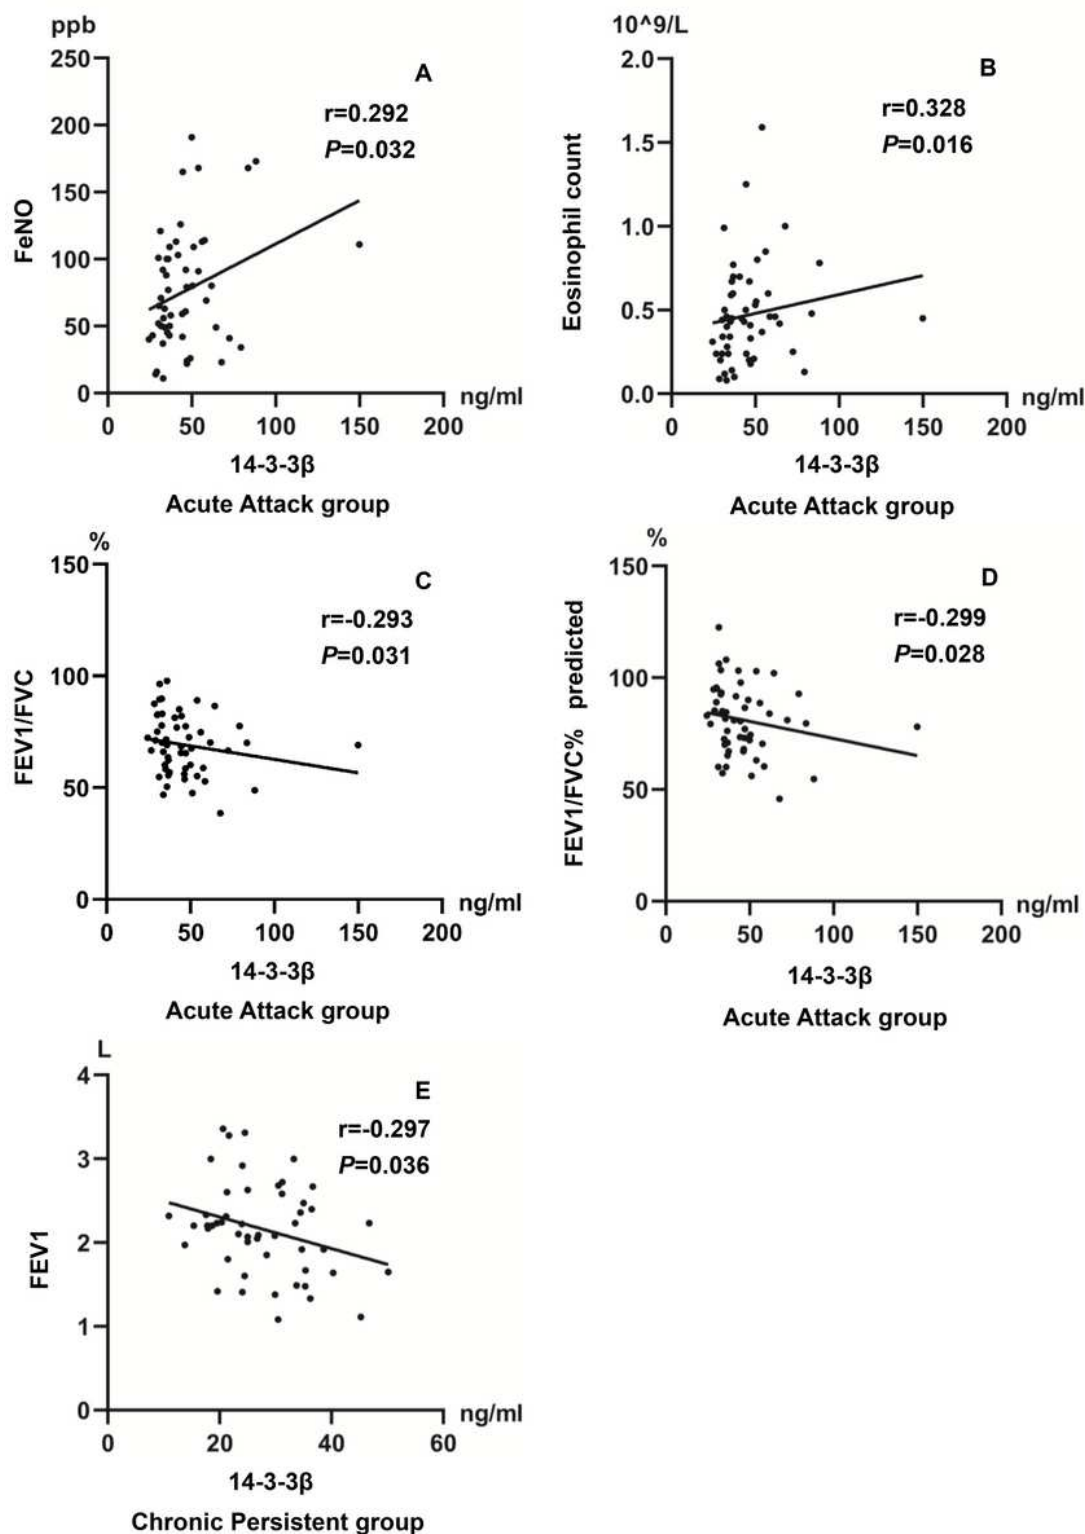 ppb
A
r=0.292
P=0.032
FeNO
250
200
150
100
50
0
0 50 100 150 200
ng/ml
14-3-3β
Acute Attack group
10^9/L
B
r=0.328
P=0.016
Eosinophil count
2.0
1.5
1.0
0.5
0.0
0 50 100 150 200
ng/ml
14-3-3β
Acute Attack group
%
C
r=-0.293
P=0.031
FEV1/FVC
150
100
50
0
0 50 100 150 200
ng/ml
14-3-3β
Acute Attack group
%
D
r=-0.299
P=0.028
FEV1/FVC% predicted
150
100
50
0
0 50 100 150 200
ng/ml
14-3-3β
Acute Attack group
L
E
r=-0.297
P=0.036
FEV1
4
3
2
1
0
0 20 40 60
ng/ml
14-3-3β
Chronic Persistent group